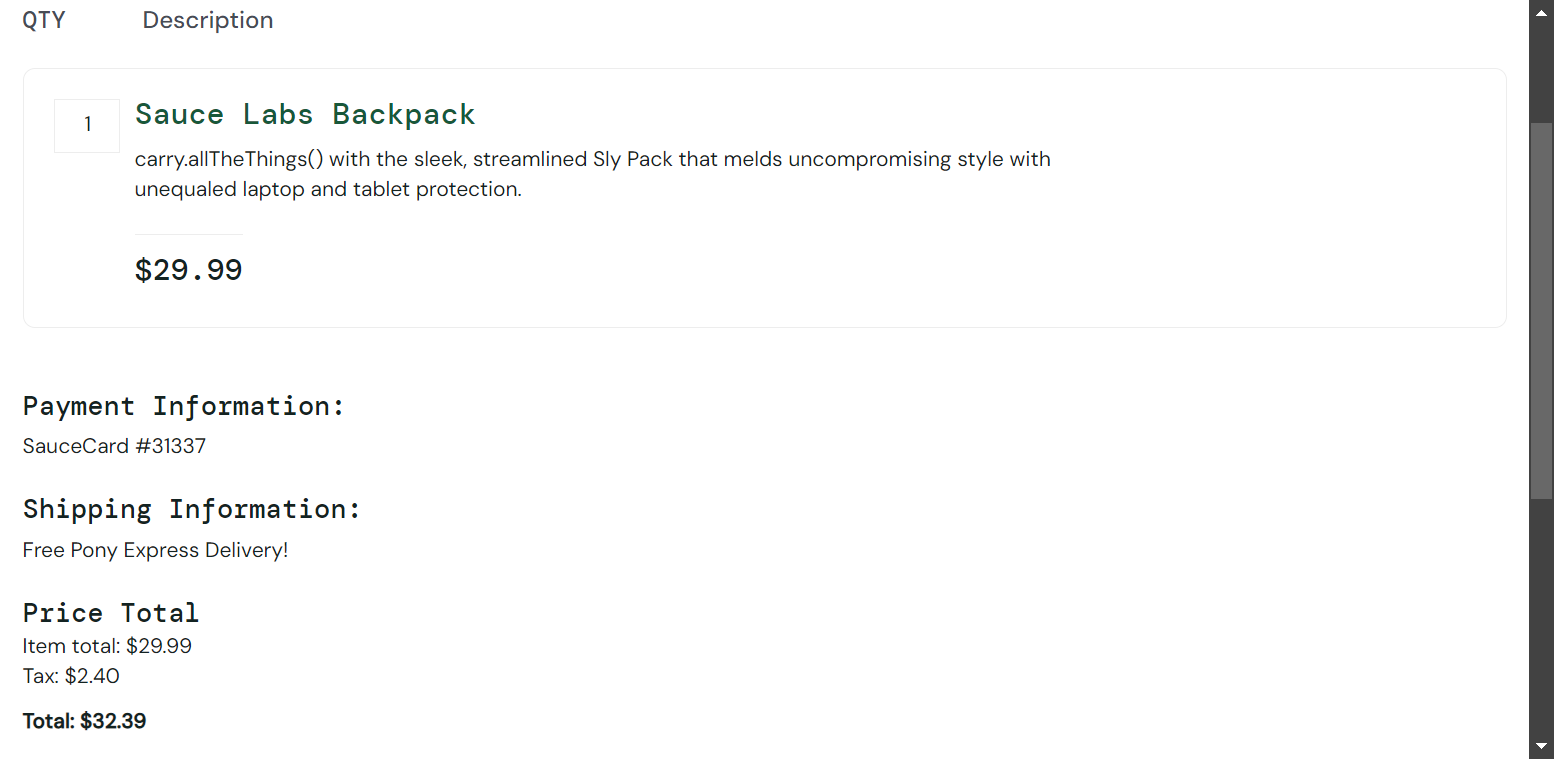 QTY Description
1
Sauce Labs Backpack
carry.allTheThings() with the sleek, streamlined Sly Pack that melds uncompromising style with
unequaled laptop and tablet protection.
$29.99
Payment Information:
SauceCard #31337
Shipping Information:
Free Pony Express Delivery!
Price Total
Item total: $29.99
Tax: $2.40
Total: $32.39